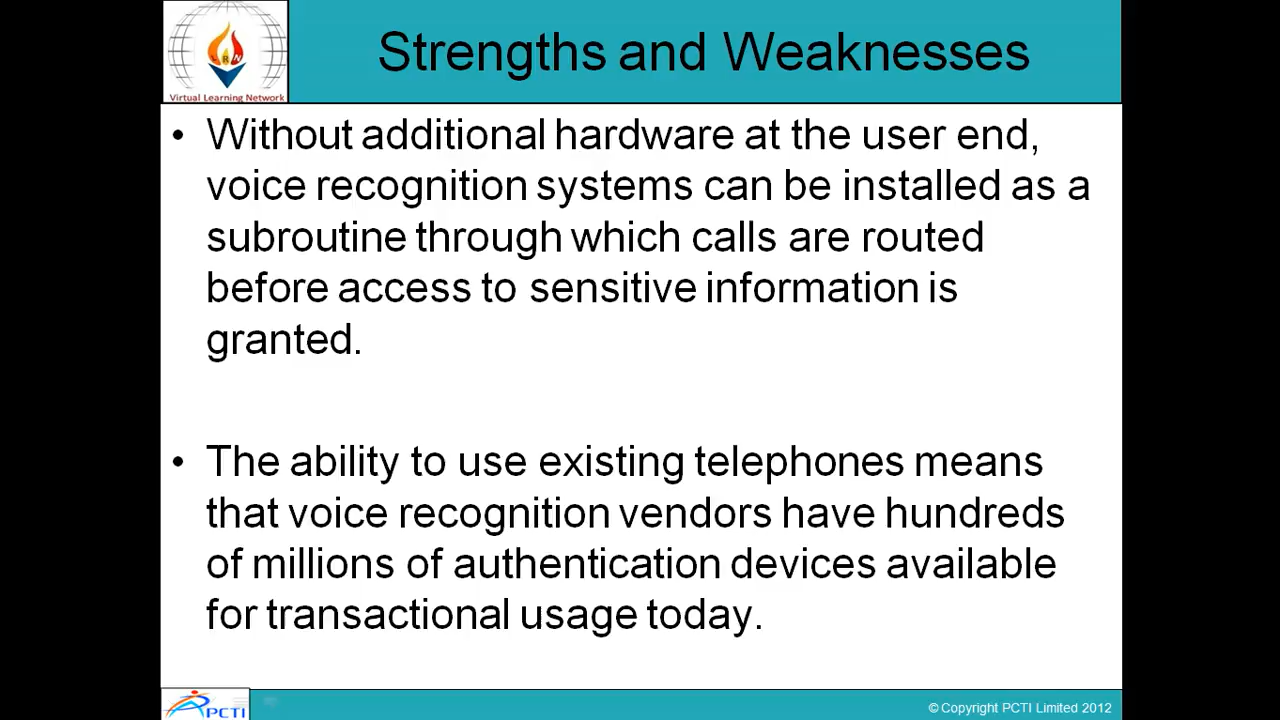 Strengths and Weaknesses
Virtual Learning Network
• Without additional hardware at the user end,
voice recognition systems can be installed as a
subroutine through which calls are routed
before access to sensitive information is
granted.
• The ability to use existing telephones means
that voice recognition vendors have hundreds
of millions of authentication devices available
for transactional usage today.
PCTI
© Copyright PCTI Limited 2012